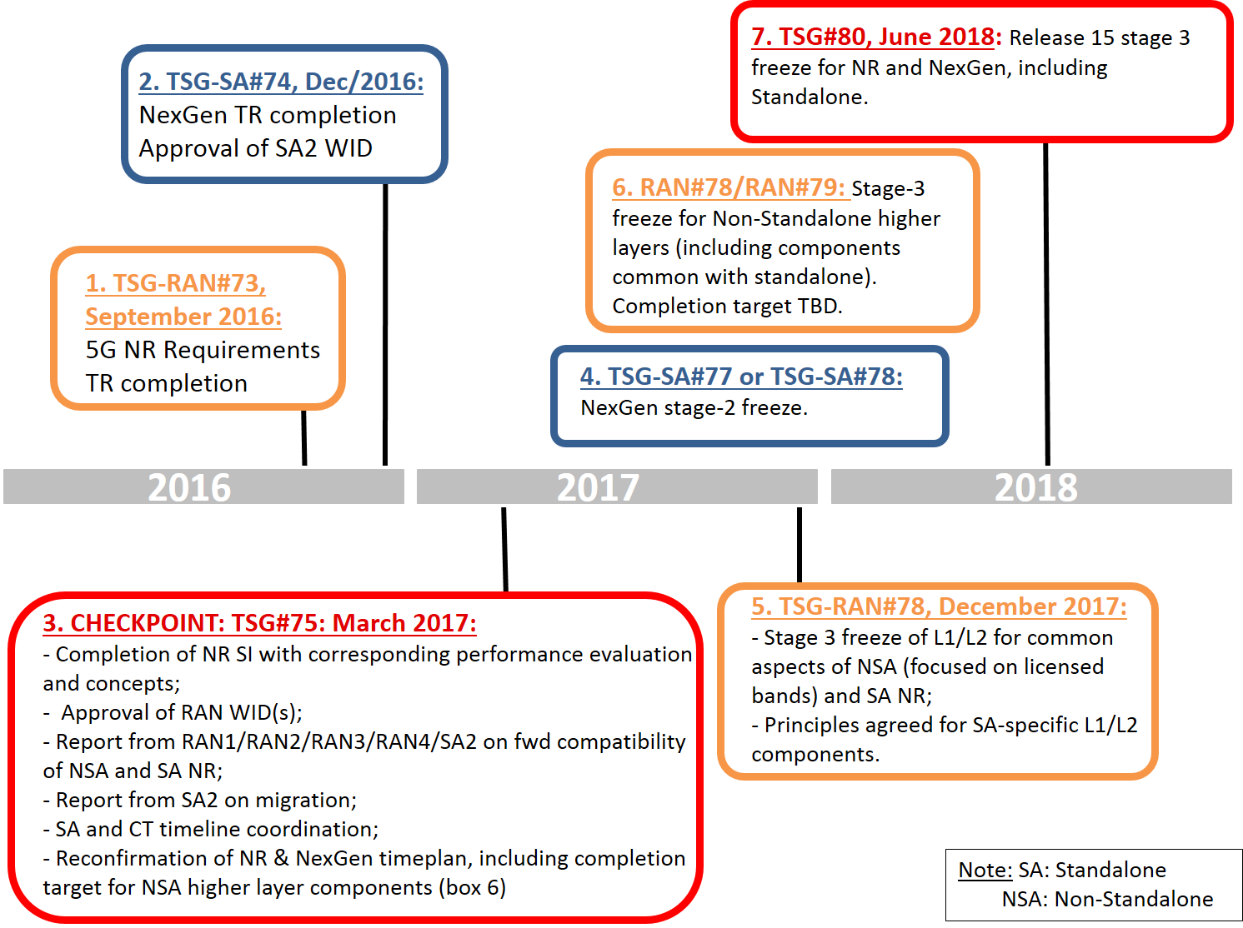 1. TSG-RAN#73,
September 2016:
5G NR Requirements
TR completion
2. TSG-SA#74, Dec/2016:
NexGen TR completion
Approval of SA2 WID
7. TSG#80, June 2018: Release 15 stage 3
freeze for NR and NexGen, including
Standalone.
6. RAN#78/RAN#79: Stage-3
freeze for Non-Standalone higher
layers (including components
common with standalone).
Completion target TBD.
4. TSG-SA#77 or TSG-SA#78:
NexGen stage-2 freeze.
2016
2017
2018
3. CHECKPOINT: TSG#75: March 2017:
- Completion of NR SI with corresponding performance evaluation
and concepts;
- Approval of RAN WID(s);
- Report from RAN1/RAN2/RAN3/RAN4/SA2 on fwd compatibility
of NSA and SA NR;
- Report from SA2 on migration;
- SA and CT timeline coordination;
- Reconfirmation of NR & NexGen timeplan, including completion
target for NSA higher layer components (box 6)
5. TSG-RAN#78, December 2017:
- Stage 3 freeze of L1/L2 for common
aspects of NSA (focused on licensed
bands) and SA NR;
- Principles agreed for SA-specific L1/L2
components.
Note: SA: Standalone
NSA: Non-Standalone